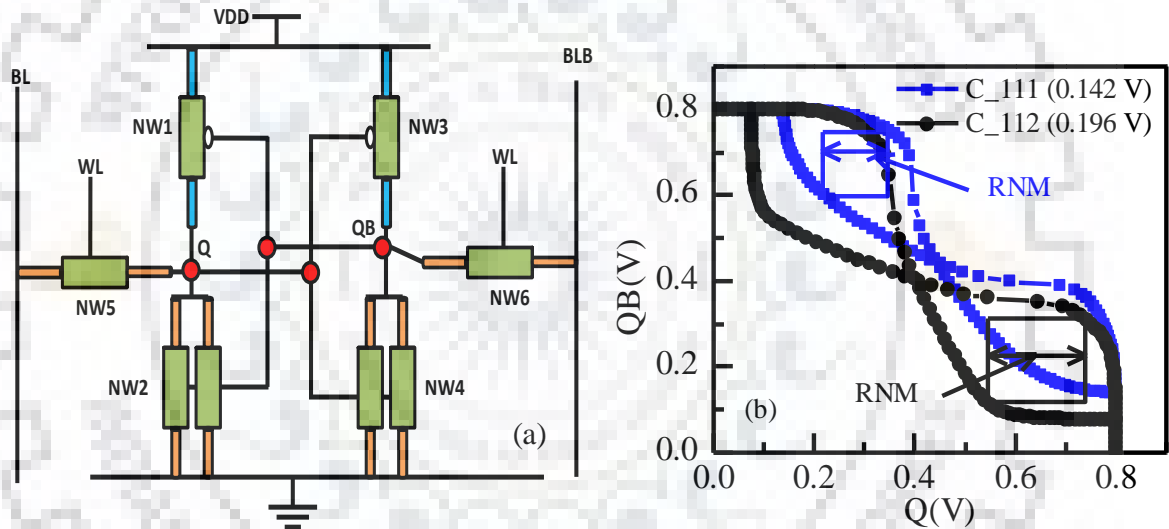 VDD
BL
BLB
NW1
NW3
WL
WL
Q
QB
NW5
NW6
NW2
NW4
(a)
C_111 (0.142 V)
C_112 (0.196 V)
RNM
RNM
(b)
QB(V)
0.8
0.6
0.4
0.2
0.0
0.0 0.2 0.4 0.6 0.8
Q(V)